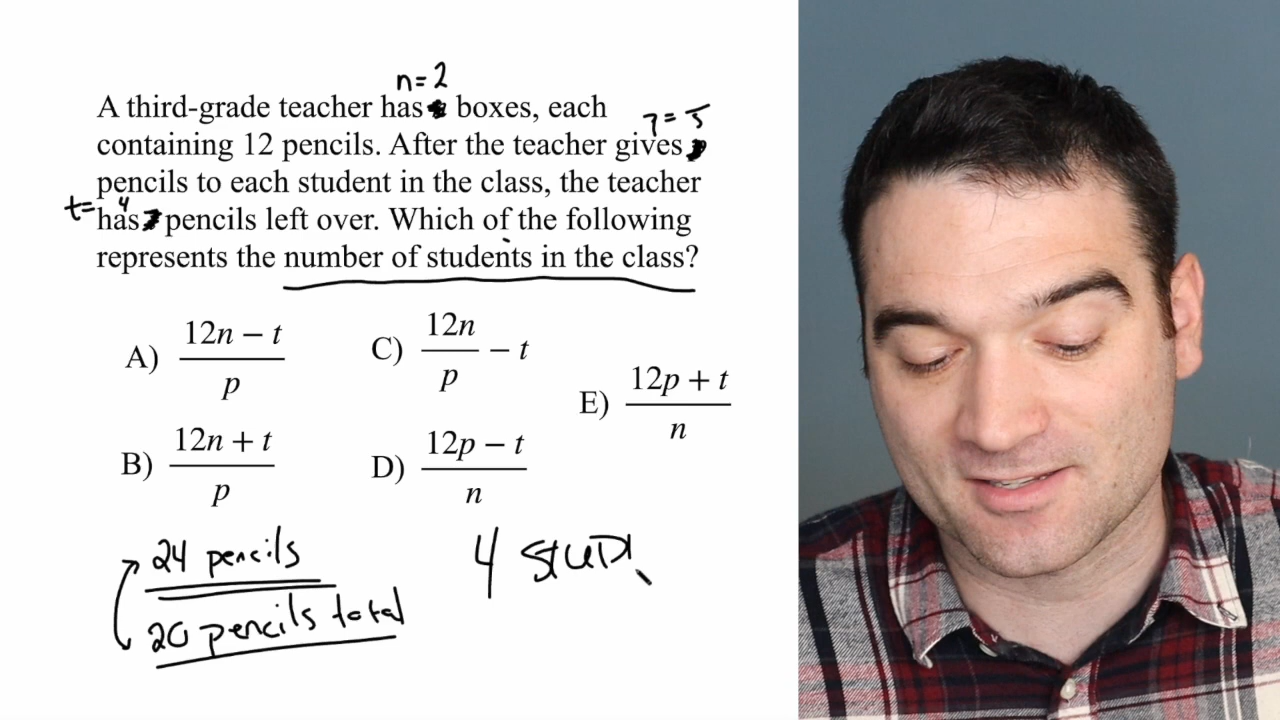 n=2
A third-grade teacher has boxes, each
containing 12 pencils. After the teacher gives
= 5
pencils to each student in the class, the teacher
t= 4
has pencils left over. Which of the following
represents the number of students in the class?
A) 12n − t / p
B) 12n + t / p
C) 12n / p − t
D) 12p − t / n
E) 12p + t / n
24 pencils
20 pencils total
4 STUD